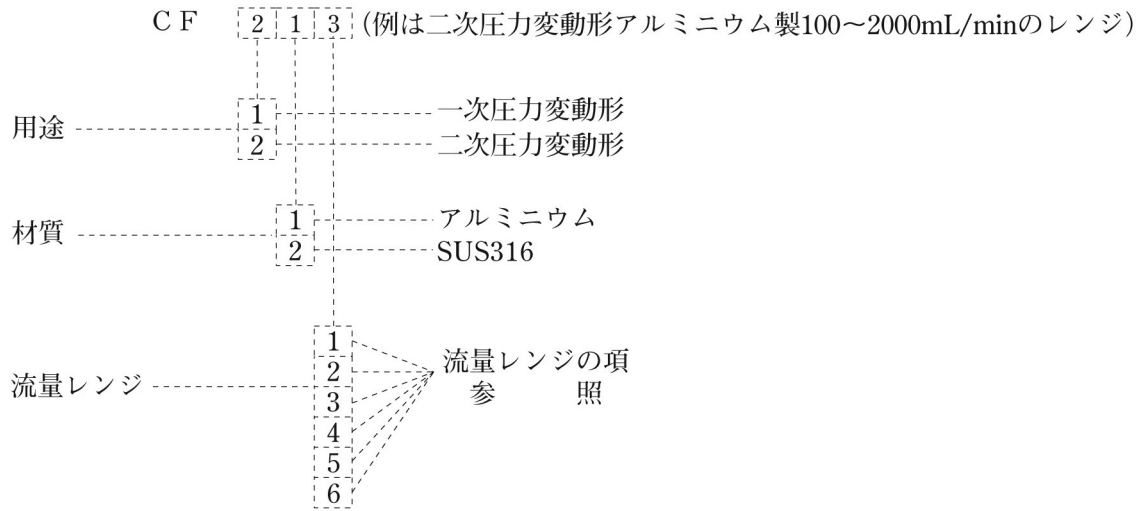 CF 2 1 3 (例は二次圧力変動形アルミニウム製100～2000mL/minのレンジ)
用途
1 一次圧力変動形
2 二次圧力変動形
材質
1 アルミニウム
2 SUS316
流量レンジ
1
2
3
4
5
6
流量レンジの項
参照